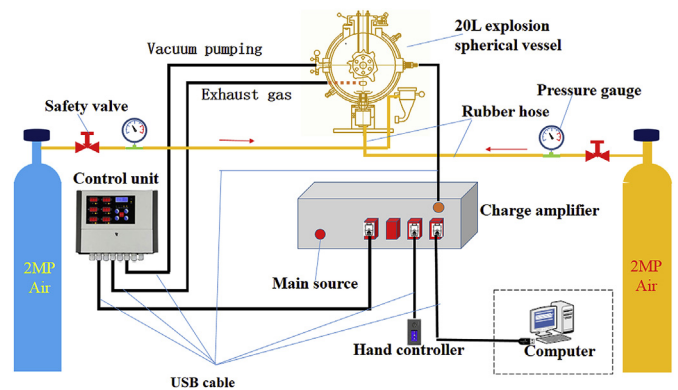 20L explosion
spherical vessel
Vacuum pumping
Exhaust gas
Safety valve
Pressure gauge
Rubber hose
Control unit
Charge amplifier
2MP
Air
Main source
2MP
Air
Hand controller
Computer
USB cable